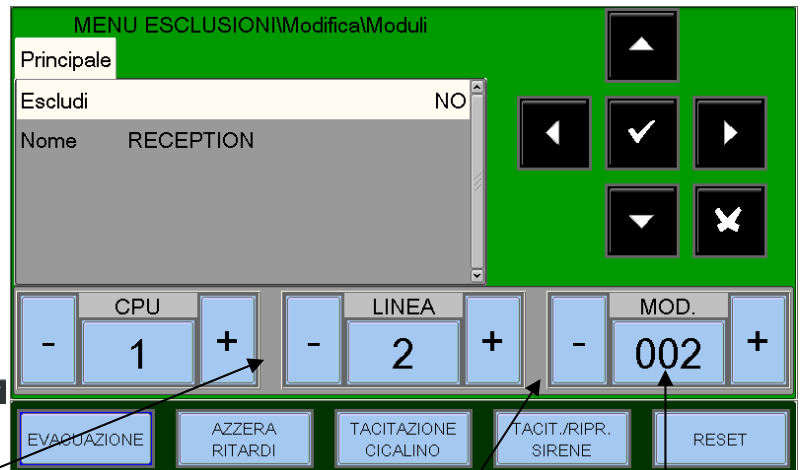 MENU ESCLUSIONI\Modifica\Moduli
Principale
Escludi NO
Nome RECEPTION
CPU LINEA MOD.
- 1 + - 2 + - 002 +
EVACUAZIONE AZZERA RITARDI TACITAZIONE CICALINO TACIT./RIPR. SIRENE RESET